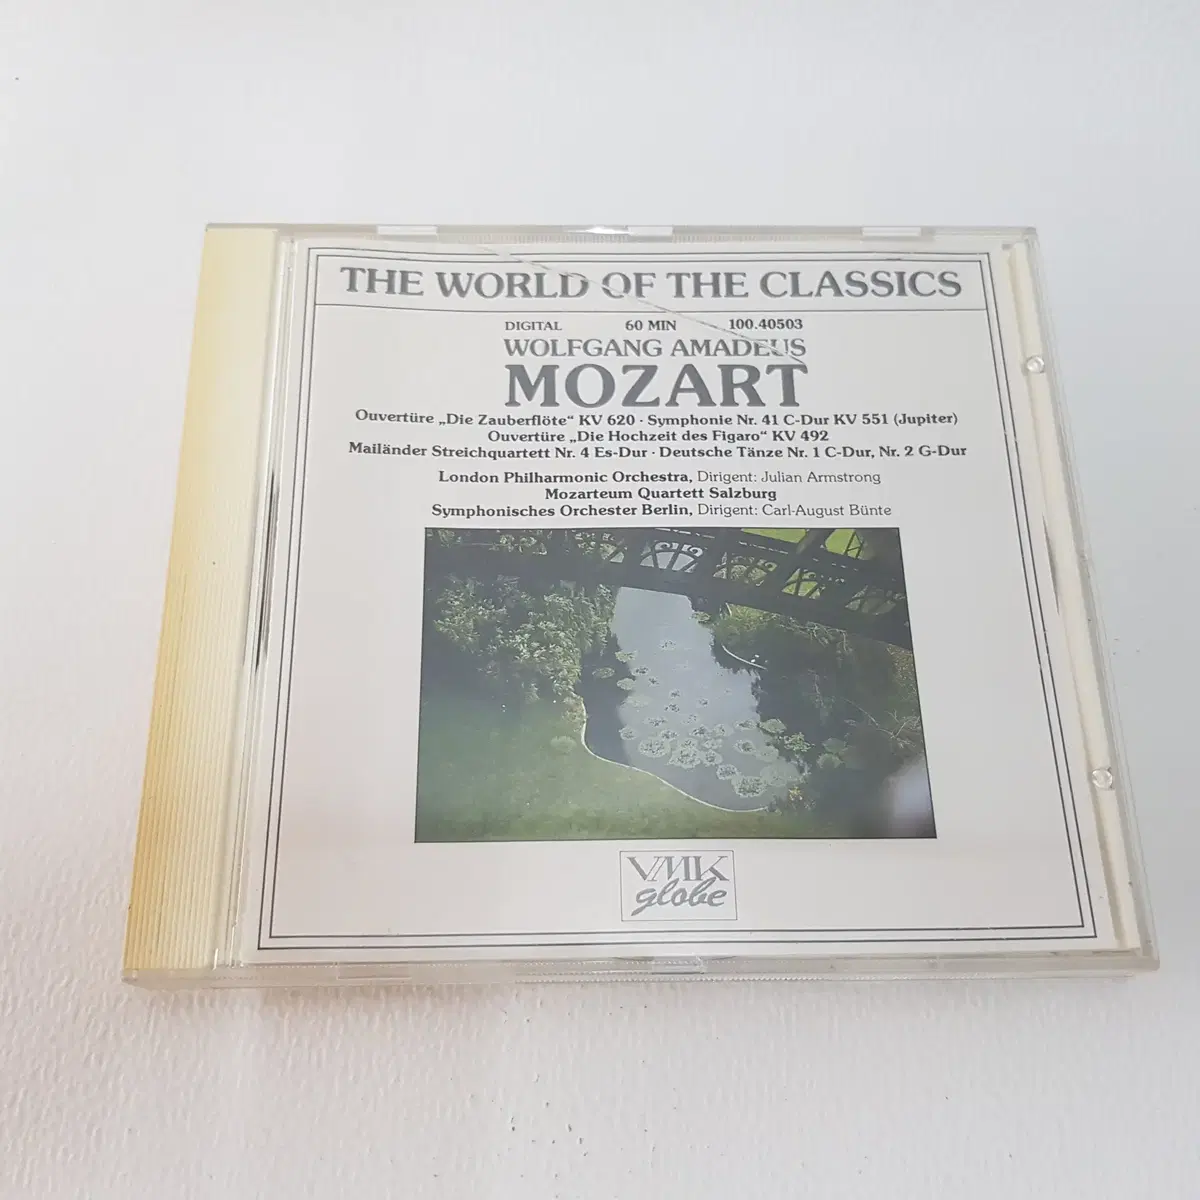 THE WORLD OF THE CLASSICS
DIGITAL 60 MIN 100.40503
WOLFGANG AMADEUS
MOZART
Ouvertüre „Die Zauberflöte“ KV 620 · Symphonie Nr. 41 C-Dur KV 551 (Jupiter)
Ouvertüre „Die Hochzeit des Figaro“ KV 492
Mailänder Streichquartett Nr. 4 Es-Dur · Deutsche Tänze Nr. 1 C-Dur, Nr. 2 G-Dur
London Philharmonic Orchestra, Dirigent: Julian Armstrong
Mozarteum Quartett Salzburg
Symphonisches Orchester Berlin, Dirigent: Carl-August Bünte
VMK
globe